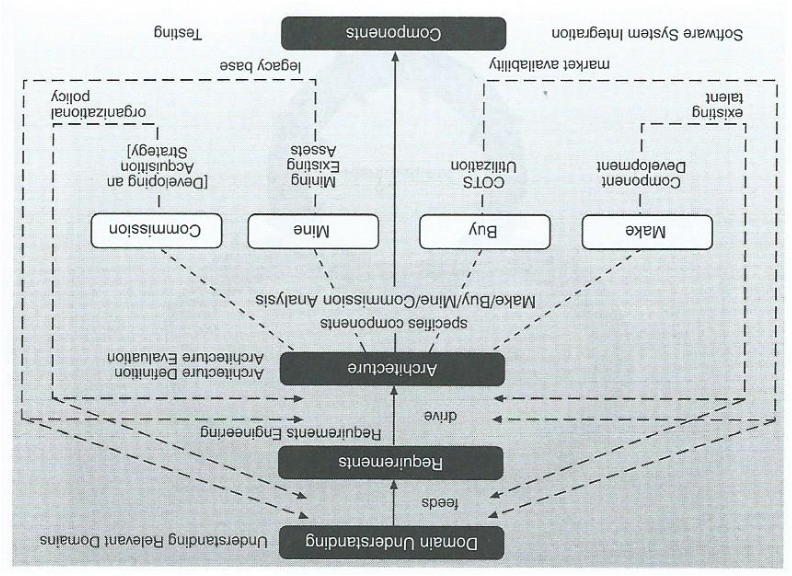 Domain Understanding
Understanding Relevant Domains
feeds
Requirements
drive
Requirements Engineering
Architecture
Architecture Definition
Architecture Evaluation
specifies components
Make/Buy/Mine/Commission Analysis
Make
Buy
Mine
Commission
Component
Development
COTS
Utilization
Mining
Existing
Assets
[Developing an
Acquisition
Strategy]
existing
talent
market availability
legacy base
organizational
policy
Software System Integration
Components
Testing